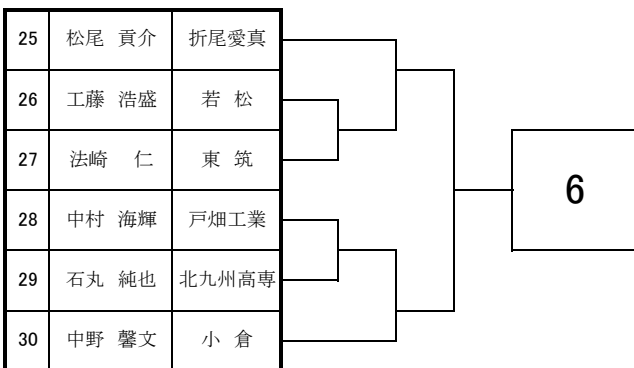 25 松尾 貢介 折尾愛真
26 工藤 浩盛 若 松
27 法崎 仁 東 筑
28 中村 海輝 戸畑工業
29 石丸 純也 北九州高専
30 中野 馨文 小 倉
6